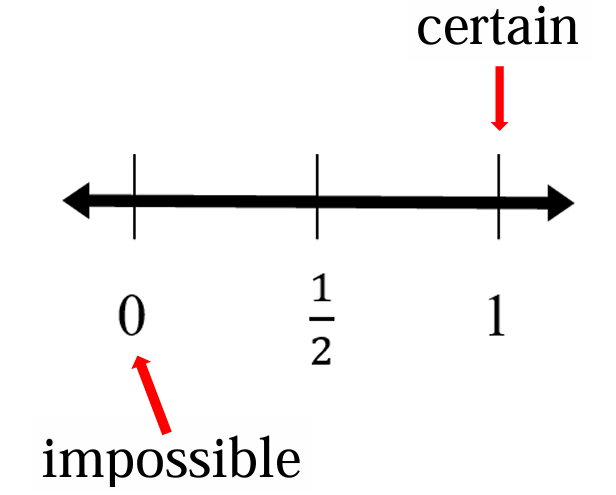 certain
0 1/2 1
impossible